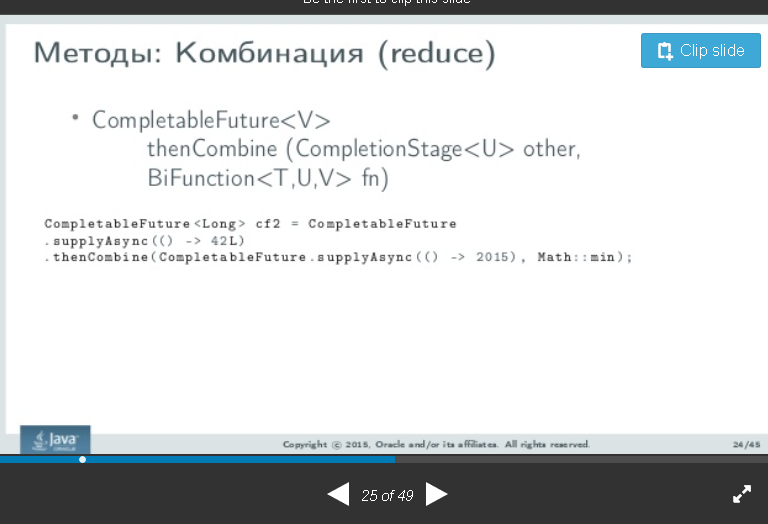 Be the first to clip this slide
Методы: Комбинация (reduce)
Clip slide
• CompletableFuture<V>
thenCombine (CompletionStage<U> other,
BiFunction<T,U,V> fn)
CompletableFuture<Long> cf2 = CompletableFuture
.supplyAsync(() -> 42L)
.thenCombine(CompletableFuture.supplyAsync(() -> 2015), Math::min);
Java
ORACLE
Copyright © 2015, Oracle and/or its affiliates. All rights reserved.
24/45
25 of 49